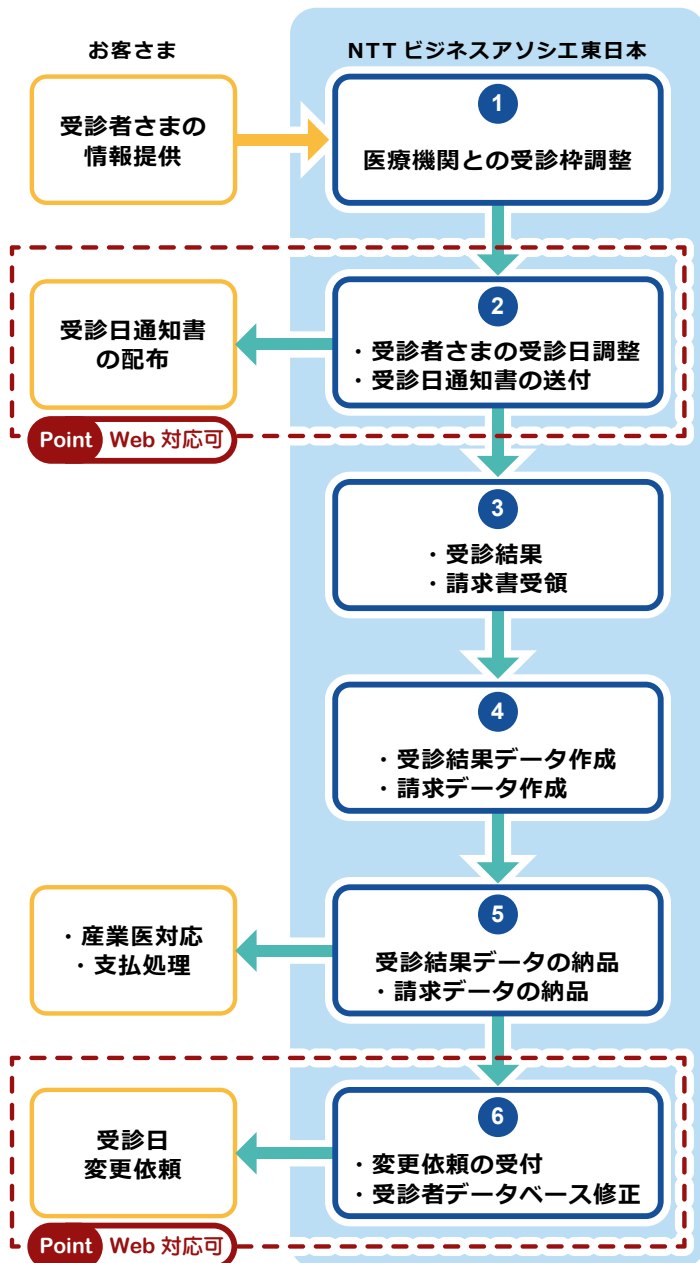 お客さま
NTT ビジネスアソシエ東日本
受診者さまの
情報提供
1
医療機関との受診枠調整
受診日通知書
の配布
2
・受診者さまの受診日調整
・受診日通知書の送付
Point Web 対応可
3
・受診結果
・請求書受領
4
・受診結果データ作成
・請求データ作成
・産業医対応
・支払処理
5
受診結果データの納品
・請求データの納品
受診日
変更依頼
6
・変更依頼の受付
・受診者データベース修正
Point Web 対応可